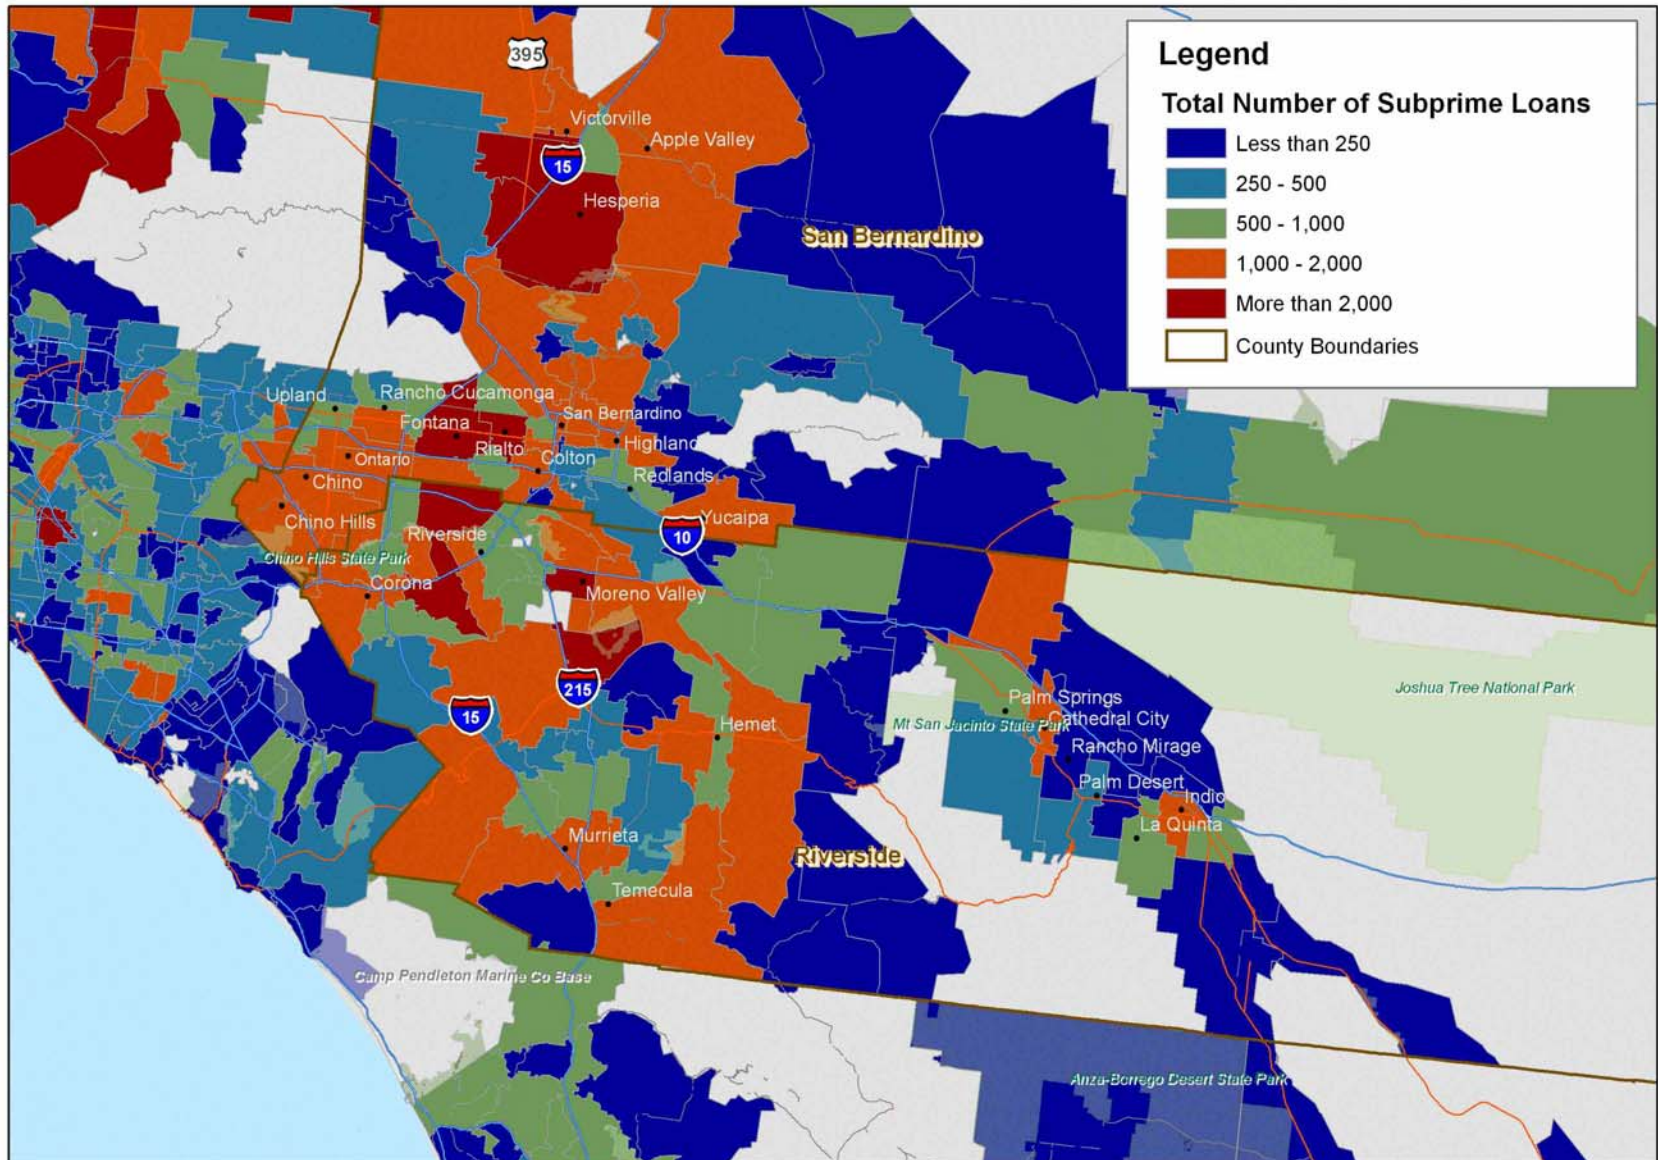 Legend
Total Number of Subprime Loans
Less than 250
250 - 500
500 - 1,000
1,000 - 2,000
More than 2,000
County Boundaries
395
Victorville
Apple Valley
15
Hesperia
San Bernardino
Upland
Rancho Cucamonga
Fontana
San Bernardino
Rialto
Highland
Ontario
Colton
Chino
Redlands
Chino Hills
Yucaipa
10
Riverside
Chino Hills State Park
Corona
Moreno Valley
215
15
Joshua Tree National Park
Palm Springs
Hemet
Mt San Jacinto State Park
Cathedral City
Rancho Mirage
Palm Desert
Indio
La Quinta
Murrieta
Riverside
Temecula
Camp Pendleton Marine Co Base
Anza-Borrego Desert State Park